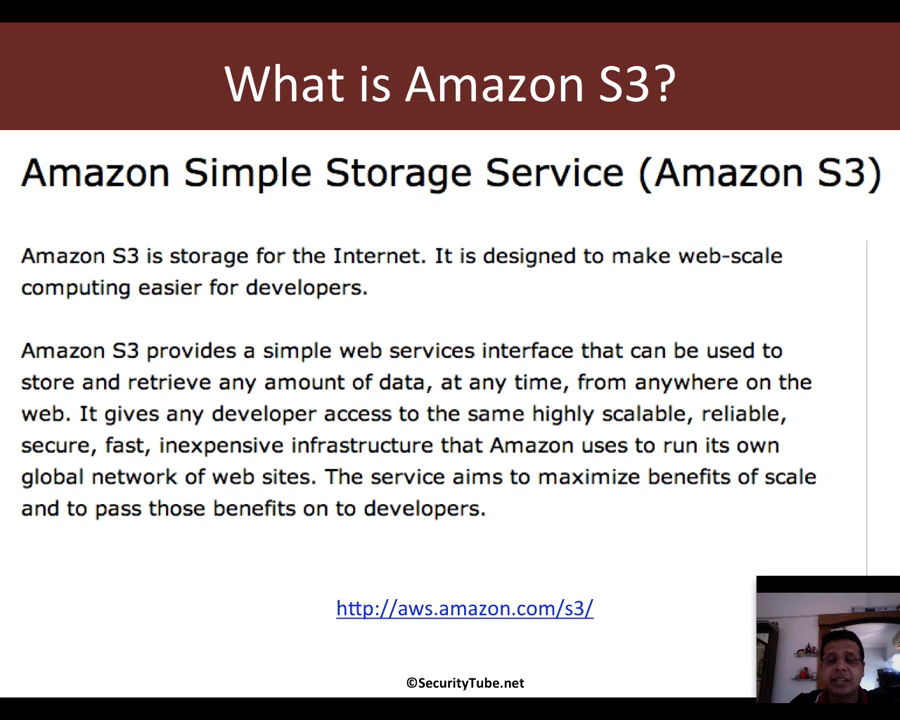 What is Amazon S3?
Amazon Simple Storage Service (Amazon S3)
Amazon S3 is storage for the Internet. It is designed to make web-scale
computing easier for developers.
Amazon S3 provides a simple web services interface that can be used to
store and retrieve any amount of data, at any time, from anywhere on the
web. It gives any developer access to the same highly scalable, reliable,
secure, fast, inexpensive infrastructure that Amazon uses to run its own
global network of web sites. The service aims to maximize benefits of scale
and to pass those benefits on to developers.
http://aws.amazon.com/s3/
©SecurityTube.net